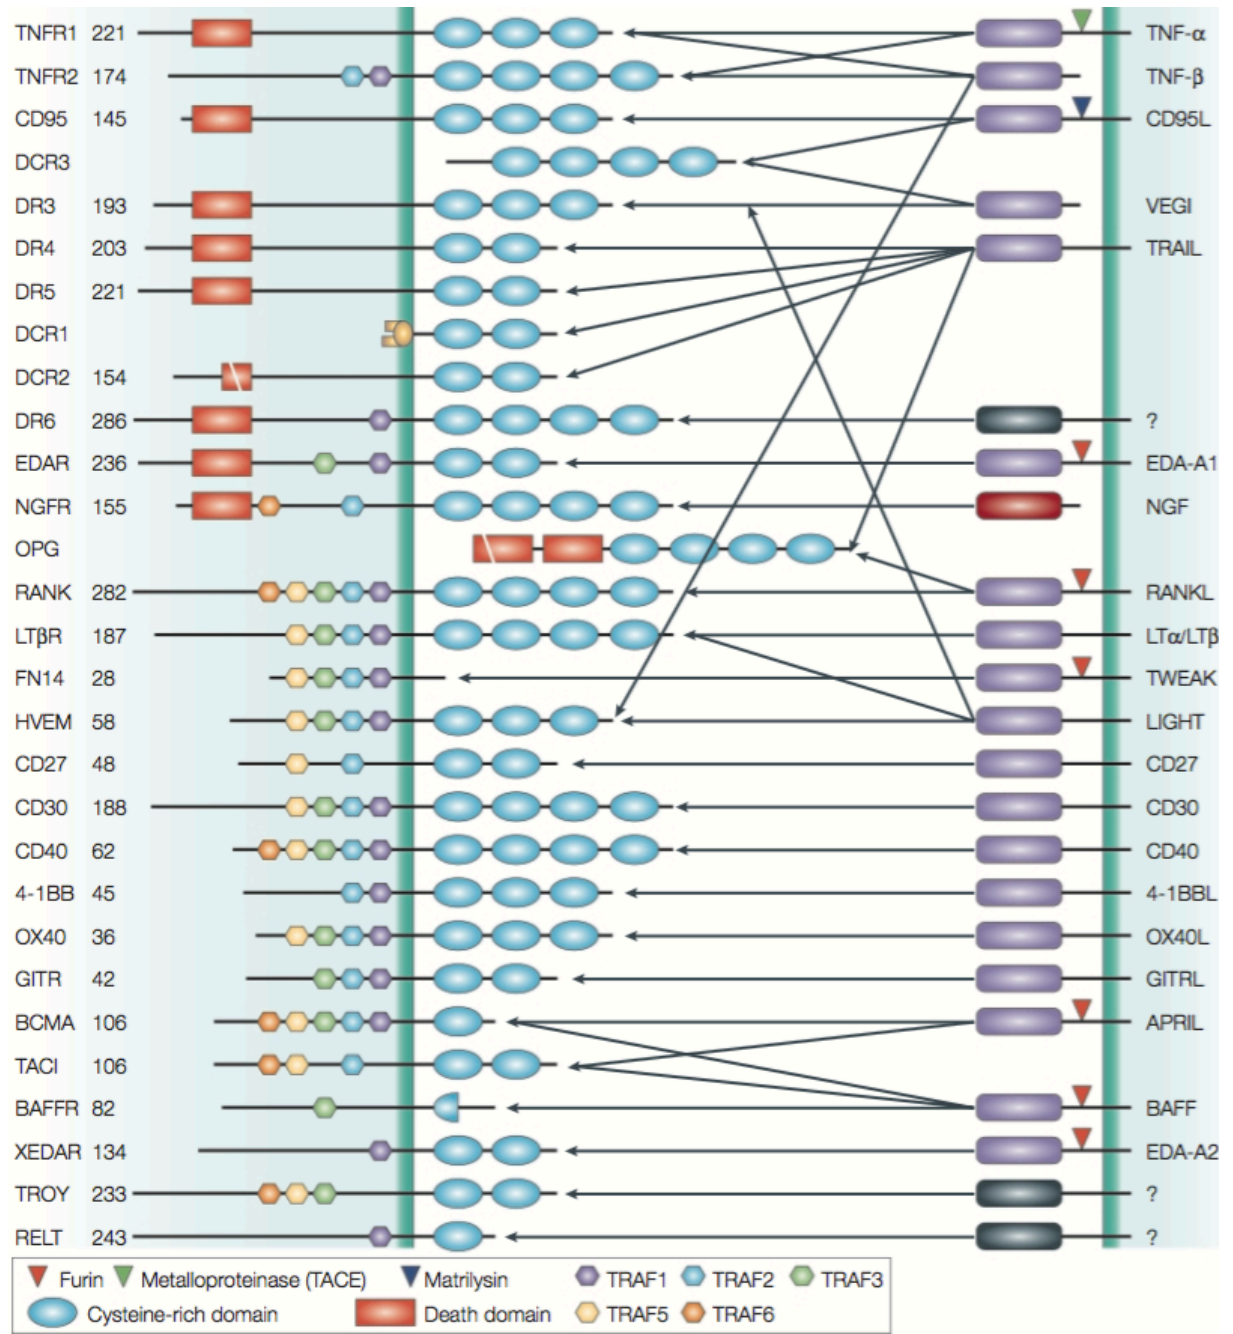 TNFR1 221 TNF-α
TNFR2 174 TNF-β
CD95 145 CD95L
DCR3
DR3 193 VEGI
DR4 203 TRAIL
DR5 221
DCR1
DCR2 154
DR6 286 ?
EDAR 236 EDA-A1
NGFR 155 NGF
OPG
RANK 282 RANKL
LTβR 187 LTα/LTβ
FN14 28 TWEAK
HVEM 58 LIGHT
CD27 48 CD27
CD30 188 CD30
CD40 62 CD40
4-1BB 45 4-1BBL
OX40 36 OX40L
GITR 42 GITRL
BCMA 106 APRIL
TACI 106
BAFFR 82 BAFF
XEDAR 134 EDA-A2
TROY 233 ?
RELT 243 ?
Furin Metalloproteinase (TACE) Matrilysin TRAF1 TRAF2 TRAF3
Cysteine-rich domain Death domain TRAF5 TRAF6